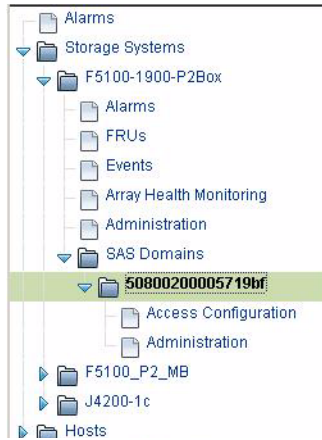 Alarms
Storage Systems
F5100-1900-P2Box
Alarms
FRUs
Events
Array Health Monitoring
Administration
SAS Domains
50800200005719bf
Access Configuration
Administration
F5100_P2_MB
J4200-1c
Hosts